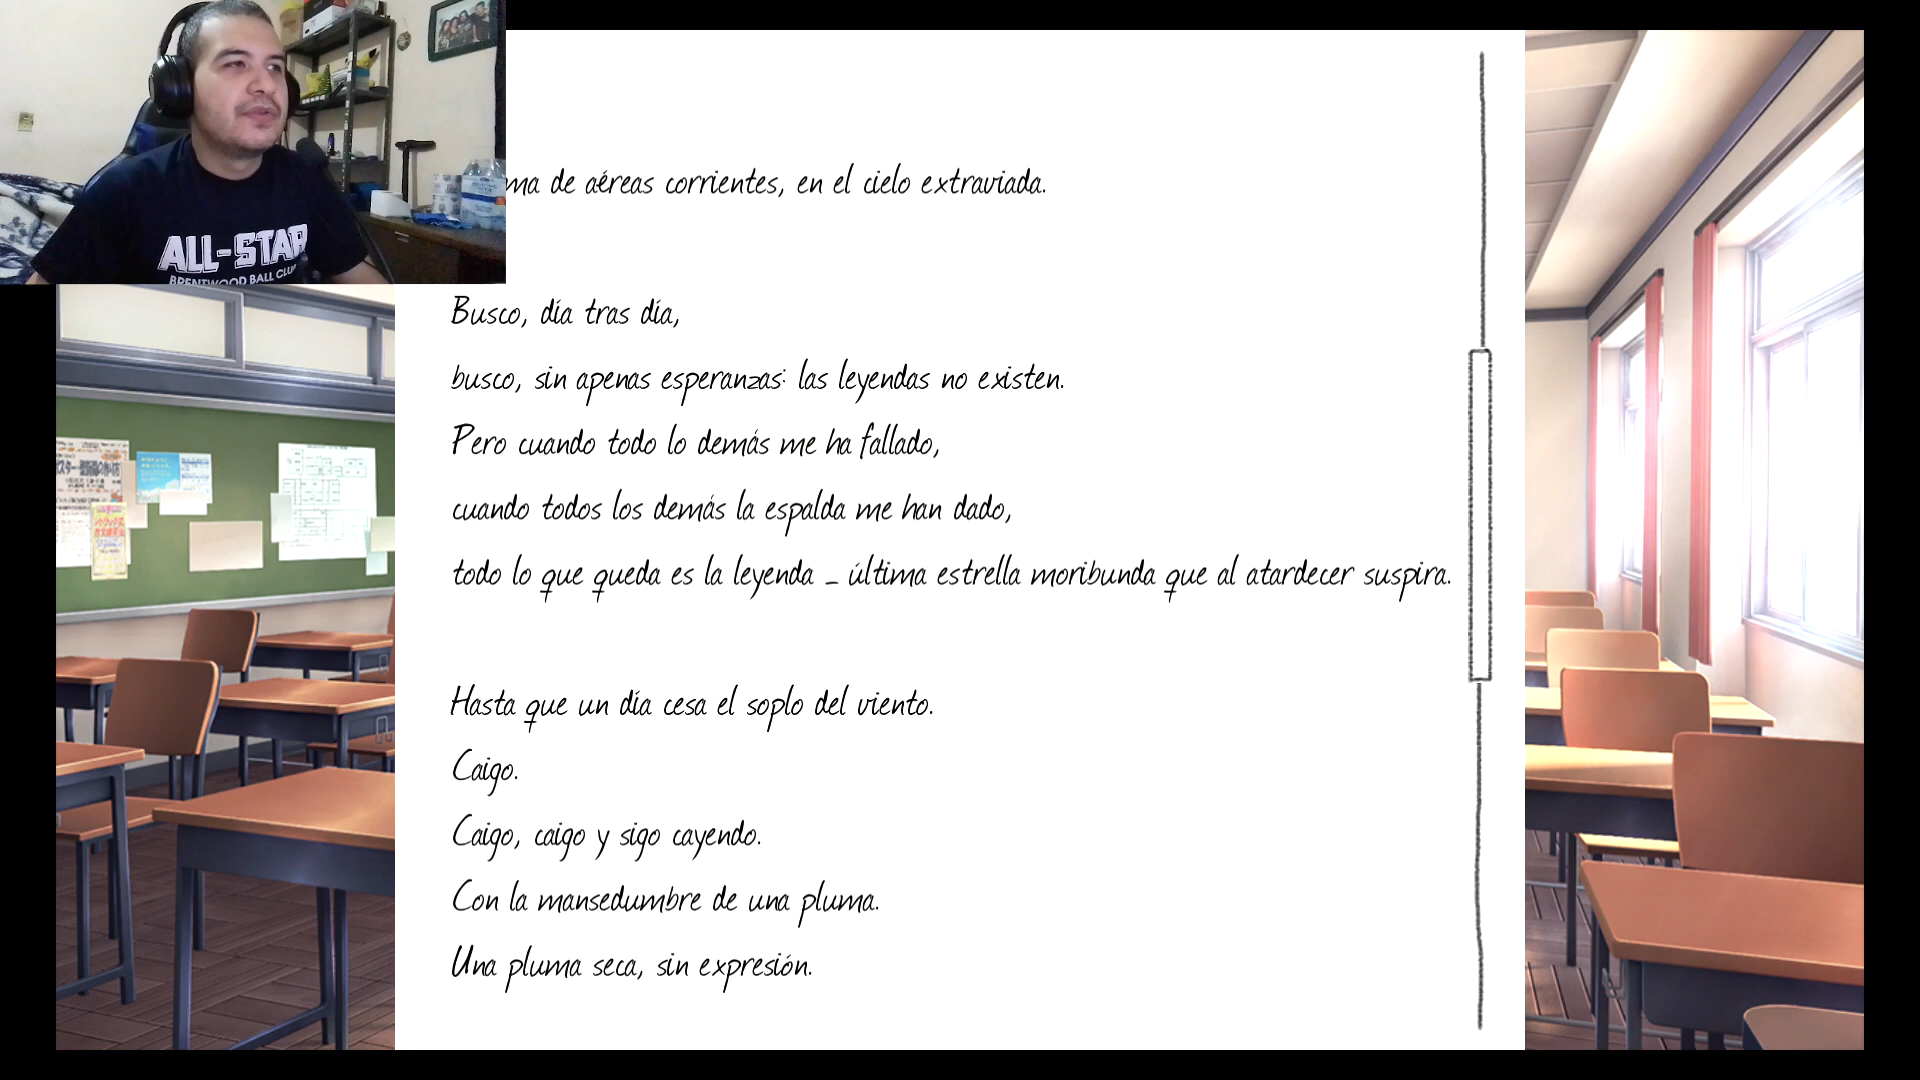 ALL-STAR
BRENTWOOD BALL CLUB
ma de aéreas corrientes, en el cielo extraviada.
Busco, día tras día,
busco, sin apenas esperanzas: las leyendas no existen.
Pero cuando todo lo demás me ha fallado,
cuando todos los demás la espalda me han dado,
todo lo que queda es la leyenda – última estrella moribunda que al atardecer suspira.
Hasta que un día cesa el soplo del viento.
Caigo.
Caigo, caigo y sigo cayendo.
Con la mansedumbre de una pluma.
Una pluma seca, sin expresión.